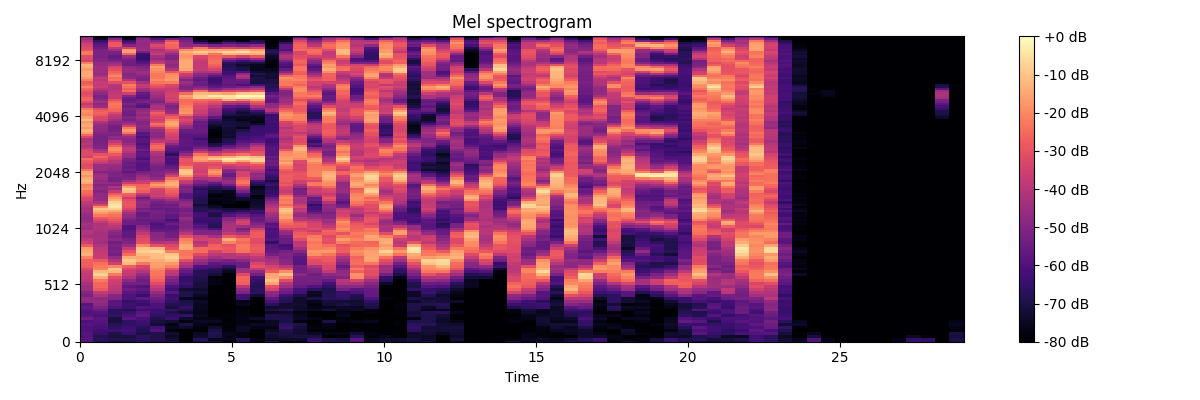 Mel spectrogram
8192
4096
2048
1024
512
0
Hz
0 5 10 15 20 25
Time
+0 dB
-10 dB
-20 dB
-30 dB
-40 dB
-50 dB
-60 dB
-70 dB
-80 dB